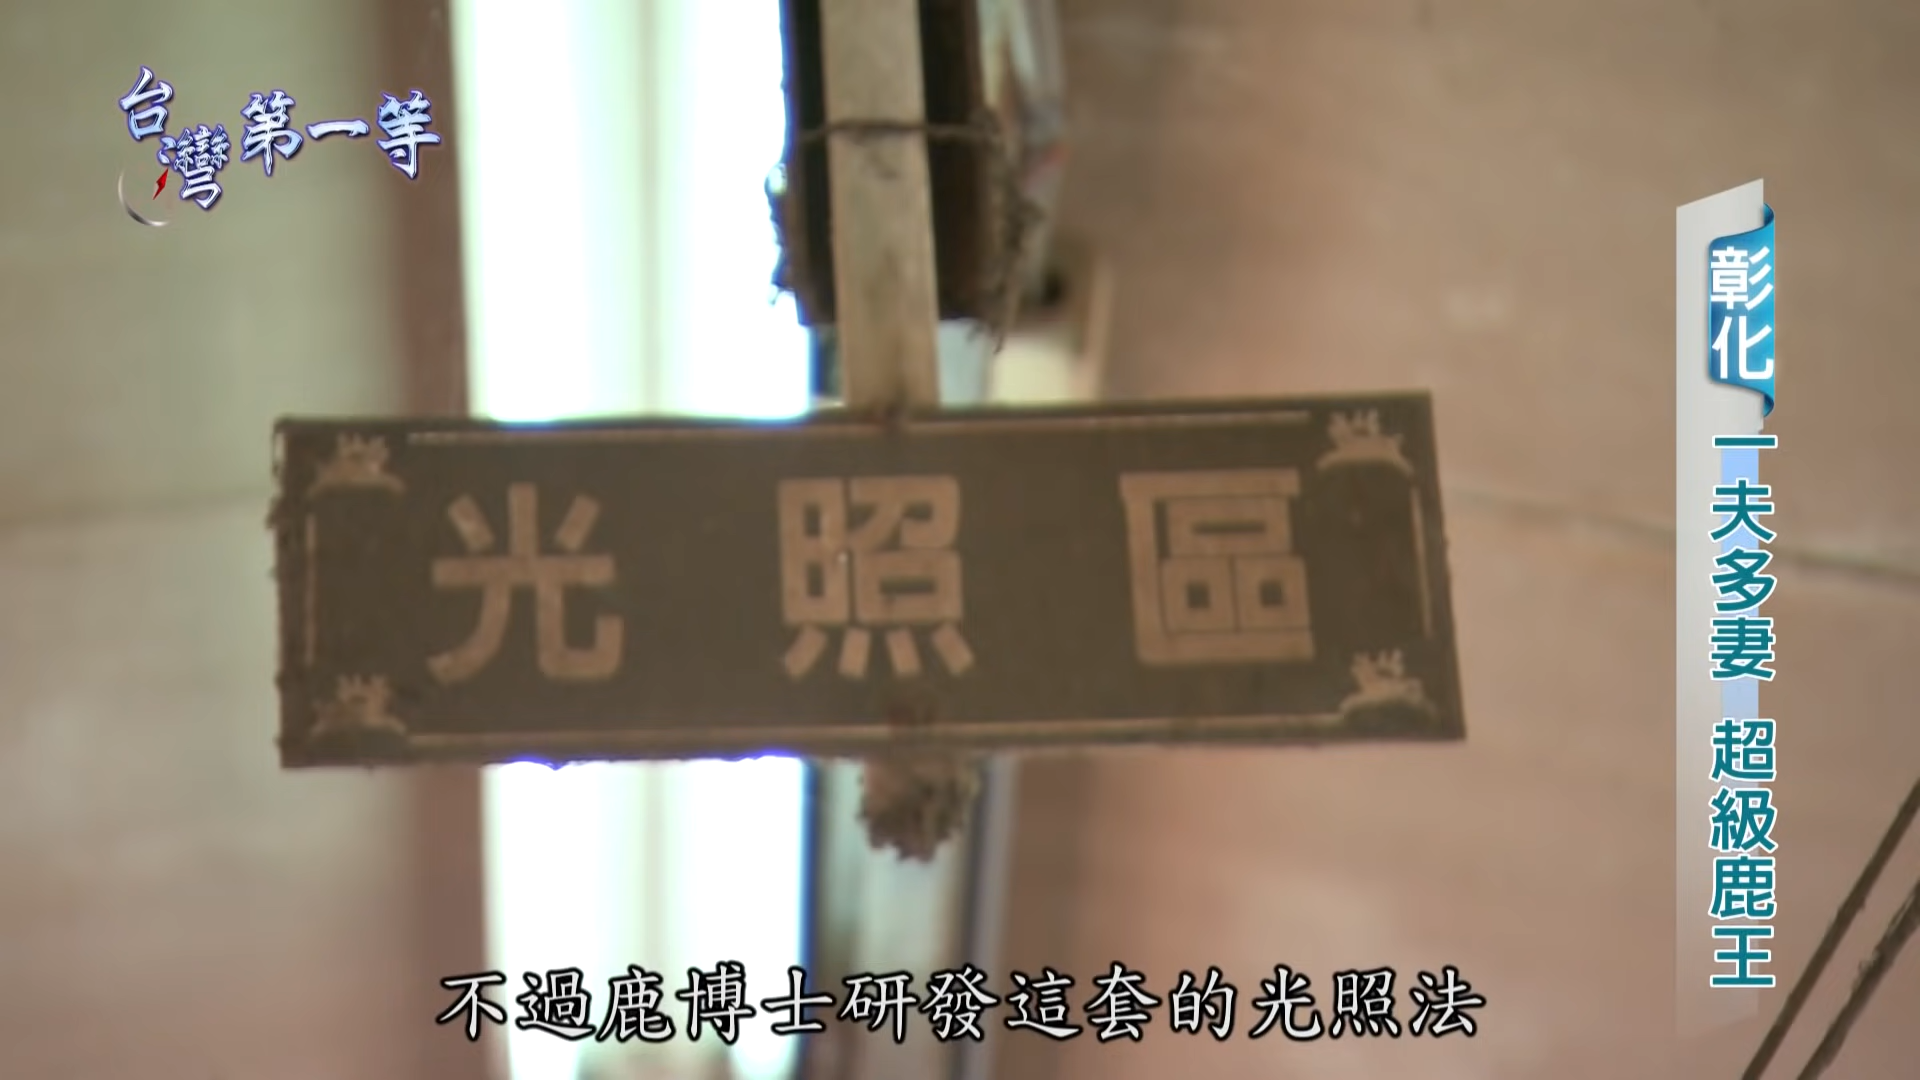 台灣第一等
彰化
一夫多妻 超級鹿王
光照區
不過鹿博士研發這套的光照法